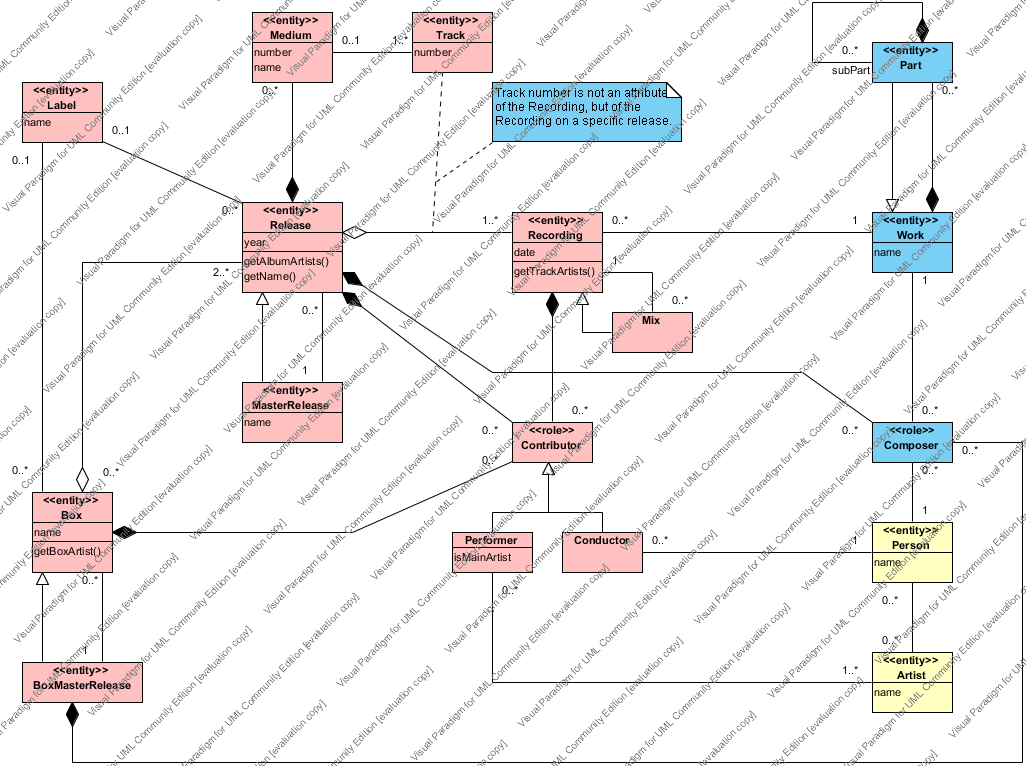 <<entity>>
Medium
number
name
0..1
1..*
<<entity>>
Track
number
0..*
<<entity>>
Part
0..*
subPart
0..*
<<entity>>
Label
name
0..1
0..1
Track number is not an attribute
of the Recording, but of the
Recording on a specific release.
0..*
<<entity>>
Release
year
getAlbumArtists()
getName()
2..*
1..*
<<entity>>
Recording
date
getTrackArtists()
0..*
1
<<entity>>
Work
name
1
1
0..*
Mix
0..*
1
<<entity>>
MasterRelease
name
0..*
0..*
0..*
<<role>>
Contributor
0..*
0..*
<<role>>
Composer
0..*
0..*
0..*
0..*
0..*
<<entity>>
Box
name
getBoxArtist()
Performer
isMainArtist
0..*
Conductor
0..*
1
1
<<entity>>
Person
name
0..*
0..*
<<entity>>
Artist
name
1..*
0..*
1
<<entity>>
BoxMasterRelease
Visual Paradigm for UML Community Edition [evaluation copy]